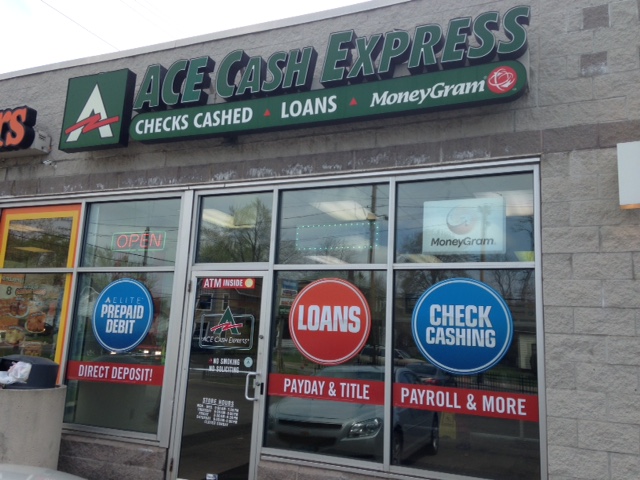 ACE CASH EXPRESS
CHECKS CASHED LOANS MoneyGram
rs
OPEN
MoneyGram
ATM INSIDE
ELITE
PREPAID
DEBIT
LOANS
CHECK
CASHING
ACE CASH EXPRESS
NO SMOKING
NO SOLICITING
DIRECT DEPOSIT!
PAYDAY & TITLE
PAYROLL & MORE
STORE HOURS